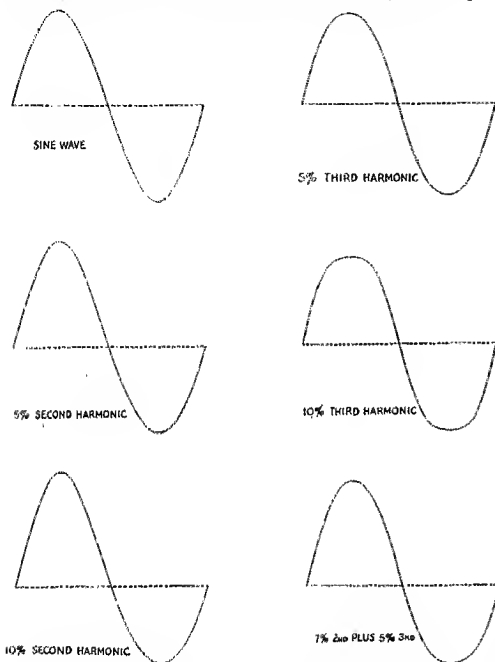 SINE WAVE
5% THIRD HARMONIC
5% SECOND HARMONIC
10% THIRD HARMONIC
10% SECOND HARMONIC
7% 2ND PLUS 5% 3RD